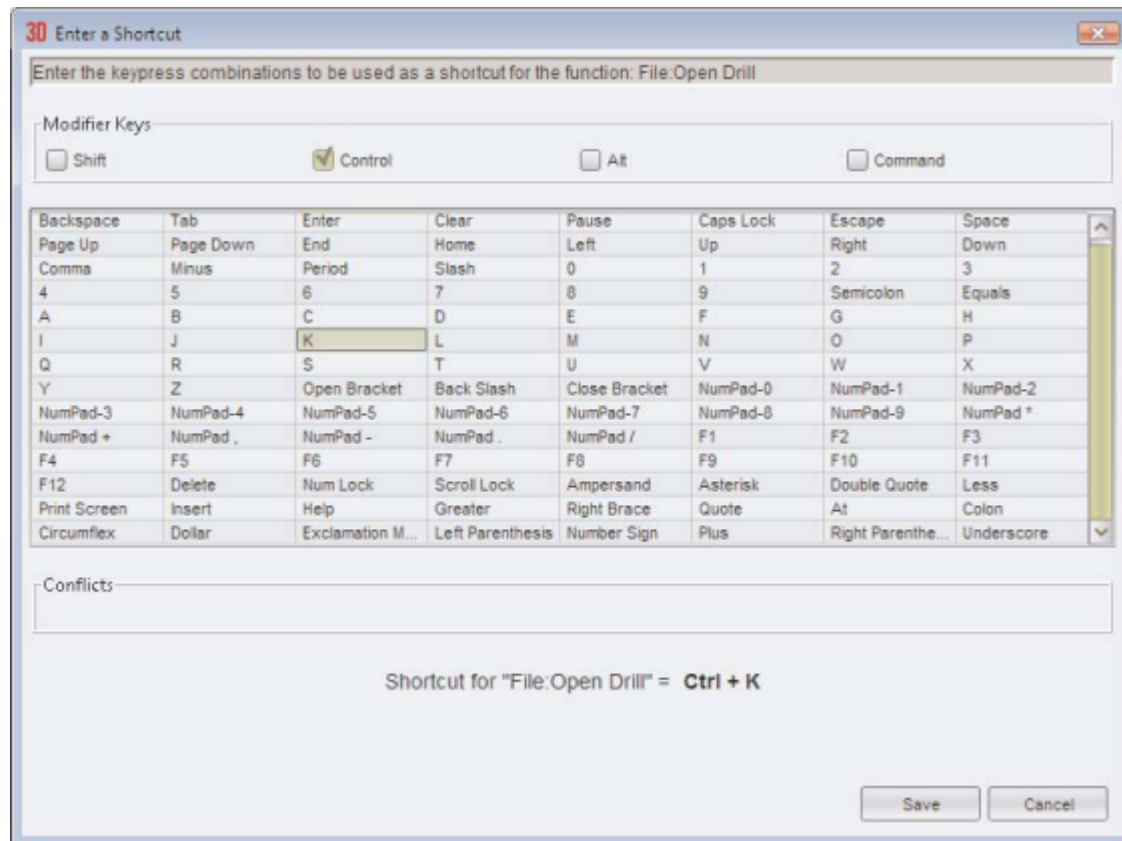 3D Enter a Shortcut
Enter the keypress combinations to be used as a shortcut for the function: File:Open Drill
Modifier Keys
Shift Control Alt Command
Backspace Tab Enter Clear Pause Caps Lock Escape Space
Page Up Page Down End Home Left Up Right Down
Comma Minus Period Slash 0 1 2 3
4 5 6 7 8 9 Semicolon Equals
A B C D E F G H
I J K L M N O P
Q R S T U V W X
Y Z Open Bracket Back Slash Close Bracket NumPad-0 NumPad-1 NumPad-2
NumPad-3 NumPad-4 NumPad-5 NumPad-6 NumPad-7 NumPad-8 NumPad-9 NumPad *
NumPad + NumPad , NumPad - NumPad . NumPad / F1 F2 F3
F4 F5 F6 F7 F8 F9 F10 F11
F12 Delete Num Lock Scroll Lock Ampersand Asterisk Double Quote Less
Print Screen Insert Help Greater Right Brace Quote At Colon
Circumflex Dollar Exclamation M... Left Parenthesis Number Sign Plus Right Parenthe... Underscore
Conflicts
Shortcut for "File:Open Drill" = Ctrl + K
Save Cancel